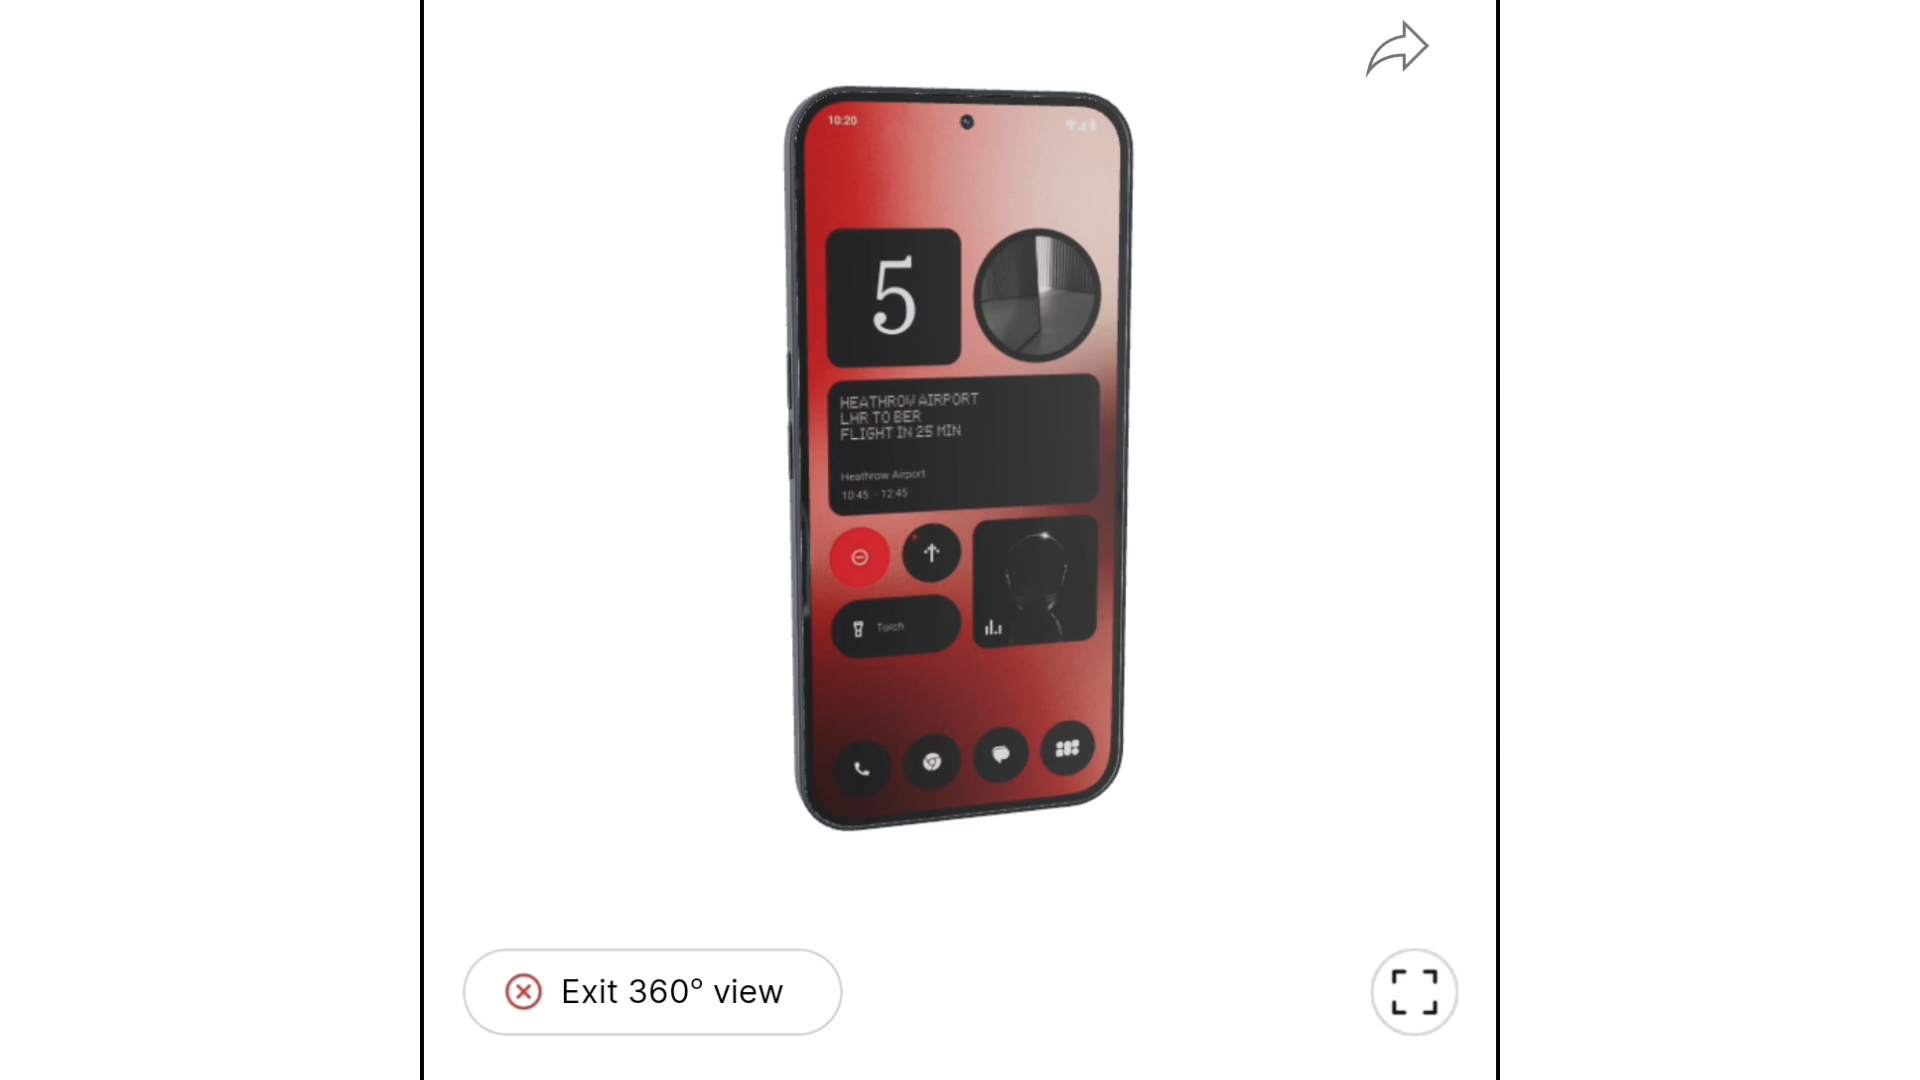 10:20
5
HEATHROW AIRPORT
LHR TO BER
FLIGHT IN 25 MIN
Heathrow Airport
10:45 - 12:45
Torch
Exit 360° view